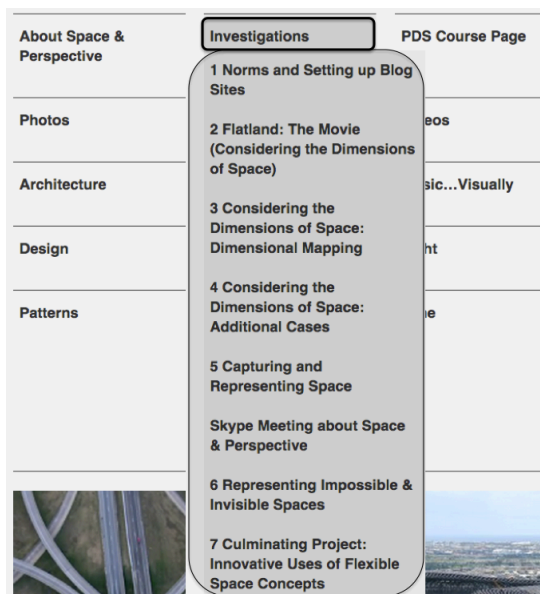 About Space &
Perspective
Photos
Architecture
Design
Patterns
Investigations
1 Norms and Setting up Blog
Sites
2 Flatland: The Movie
(Considering the Dimensions
of Space)
3 Considering the
Dimensions of Space:
Dimensional Mapping
4 Considering the
Dimensions of Space:
Additional Cases
5 Capturing and
Representing Space
Skype Meeting about Space
& Perspective
6 Representing Impossible &
Invisible Spaces
7 Culminating Project:
Innovative Uses of Flexible
Space Concepts
PDS Course Page
eos
sic…Visually
ht